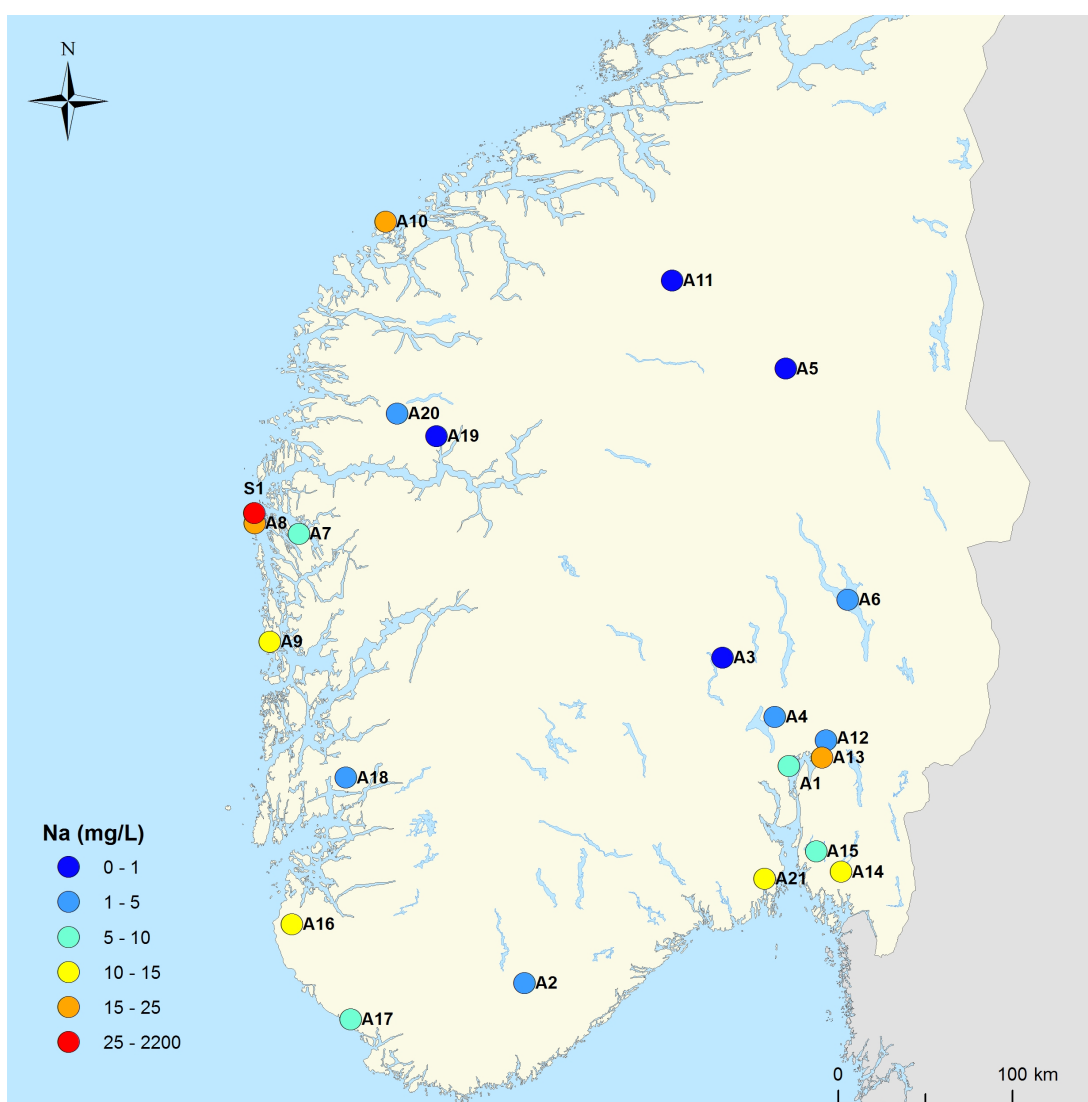 N
A10
A11
A5
A20
A19
S1
A8
A7
A6
A9
A3
A4
A12
A13
A1
A18
Na (mg/L)
0 - 1
1 - 5
5 - 10
10 - 15
15 - 25
25 - 2200
A15
A14
A21
A16
A2
A17
0 100 km